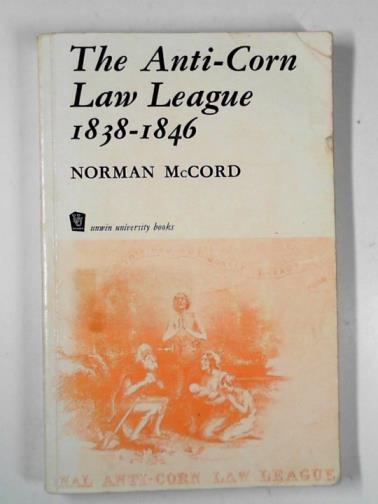 The Anti-Corn
Law League
1838-1846
NORMAN McCORD
unwin university books
NAL ANTI-CORN LAW LEAGUE